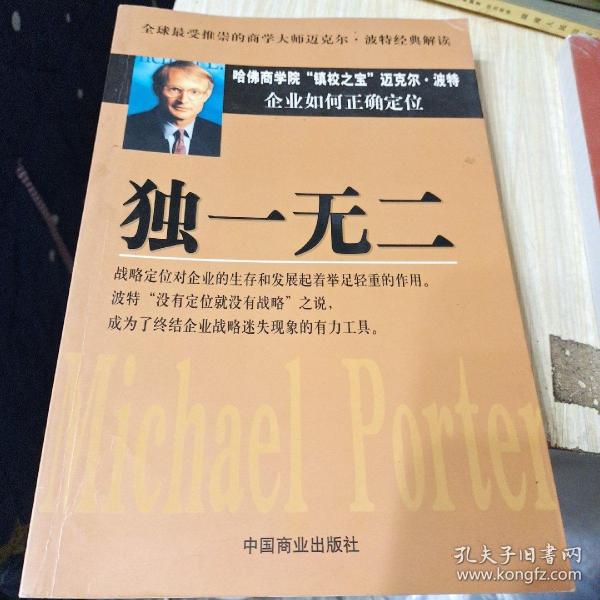 全球最受推崇的商学大师迈克尔·波特经典解读
哈佛商学院“镇校之宝”迈克尔·波特
企业如何正确定位
独一无二
战略定位对企业的生存和发展起着举足轻重的作用。
波特“没有定位就没有战略”之说，
成为了终结企业战略迷失现象的有力工具。
Michael Porter
中国商业出版社
孔夫子旧书网
www.kongfz.com